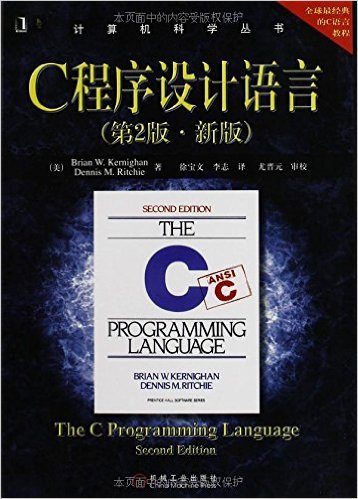 本页面中的内容受版权保护
计算机科学丛书
全球最经典
的C语言
教程
C程序设计语言
(第2版·新版)
(美) Brian W. Kernighan
Dennis M. Ritchie 著 徐宝文 李志 译 尤晋元 审校
SECOND EDITION
THE
C
ANSI
C
PROGRAMMING
LANGUAGE
BRIAN W. KERNIGHAN
DENNIS M. RITCHIE
PRENTICE HALL SOFTWARE SERIES
The C Programming Language
Second Edition
机械工业出版社
China Machine Press
本页面中的内容受版权保护